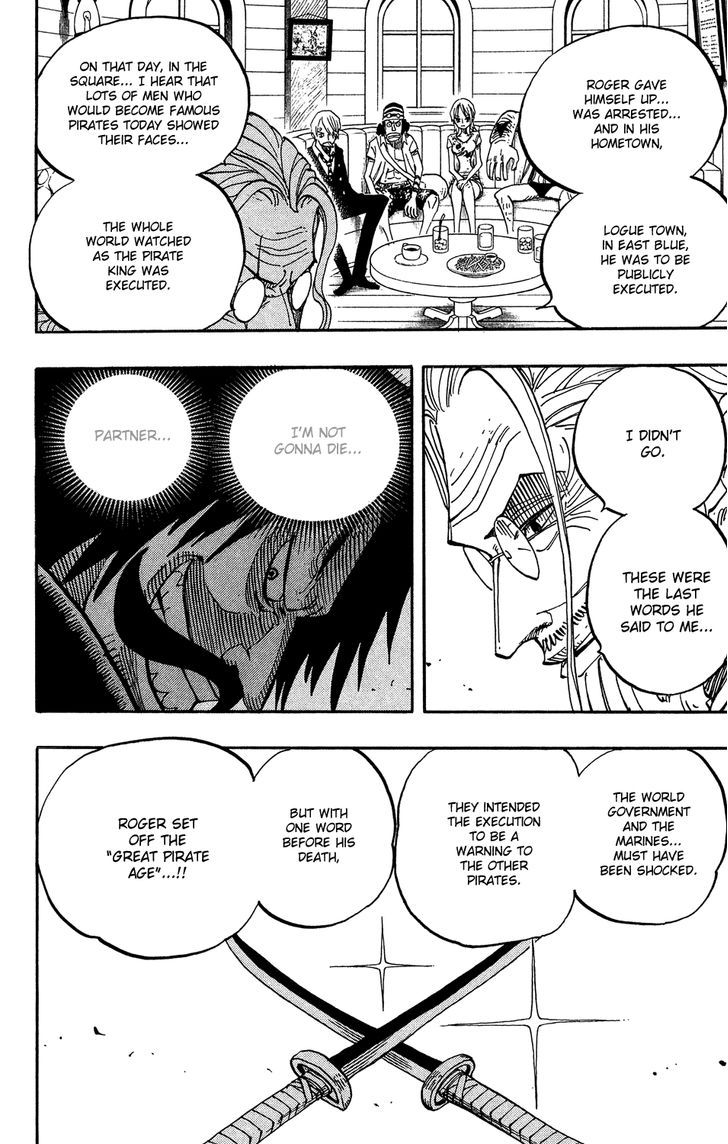 ROGER GAVE
HIMSELF UP...
WAS ARRESTED...
AND IN HIS
HOMETOWN,
LOGUE TOWN,
IN EAST BLUE,
HE WAS TO BE
PUBLICLY
EXECUTED.
ON THAT DAY, IN THE
SQUARE... I HEAR THAT
LOTS OF MEN WHO
WOULD BECOME FAMOUS
PIRATES TODAY SHOWED
THEIR FACES...
THE WHOLE
WORLD WATCHED
AS THE PIRATE
KING WAS
EXECUTED.
I DIDN'T
GO.
THESE WERE
THE LAST
WORDS HE
SAID TO ME...
I'M NOT
GONNA DIE...
PARTNER...
THE WORLD
GOVERNMENT
AND THE
MARINES...
MUST HAVE
BEEN SHOCKED.
THEY INTENDED
THE EXECUTION
TO BE A
WARNING TO
THE OTHER
PIRATES.
BUT WITH
ONE WORD
BEFORE HIS
DEATH,
ROGER SET
OFF THE
"GREAT PIRATE
AGE"...!!